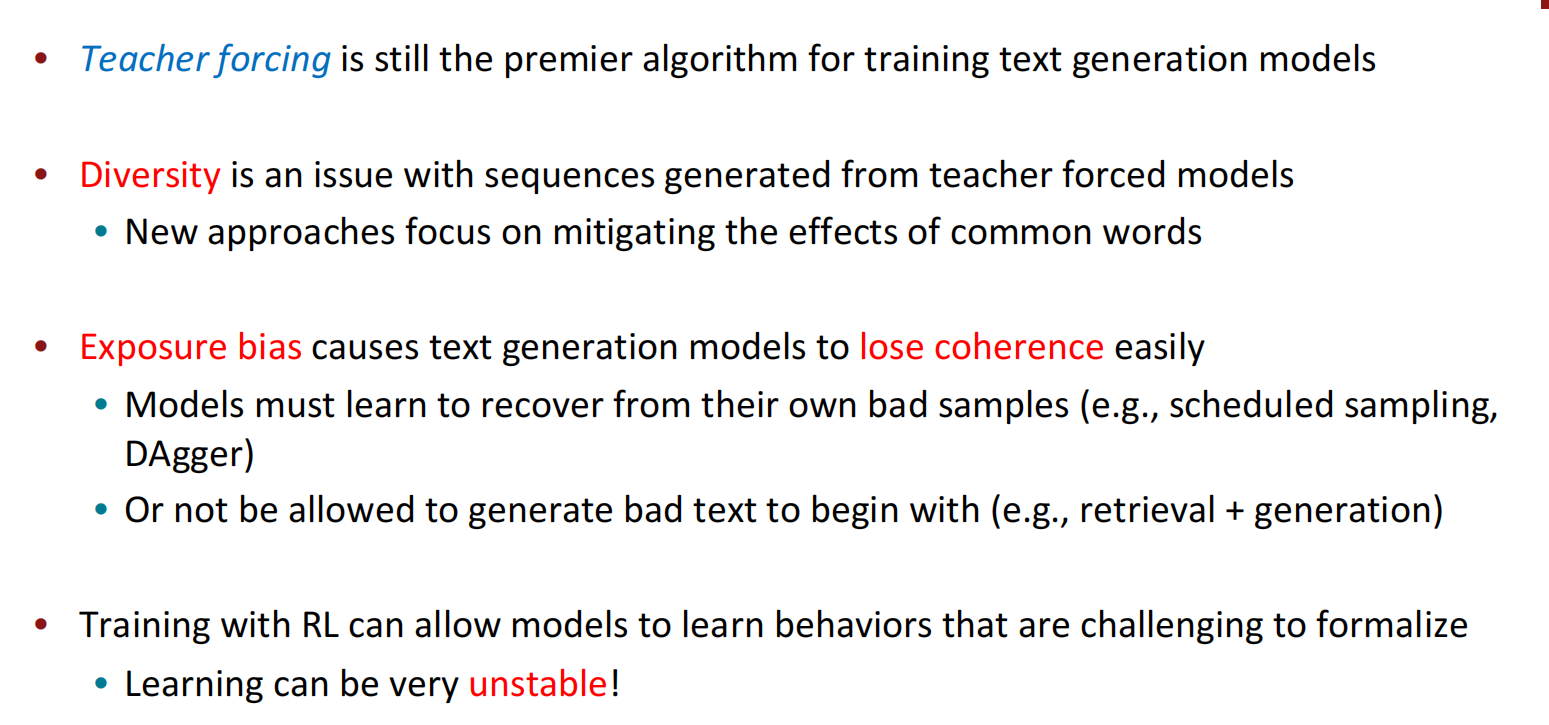 • Teacher forcing is still the premier algorithm for training text generation models
• Diversity is an issue with sequences generated from teacher forced models
• New approaches focus on mitigating the effects of common words
• Exposure bias causes text generation models to lose coherence easily
• Models must learn to recover from their own bad samples (e.g., scheduled sampling,
DAgger)
• Or not be allowed to generate bad text to begin with (e.g., retrieval + generation)
• Training with RL can allow models to learn behaviors that are challenging to formalize
• Learning can be very unstable!